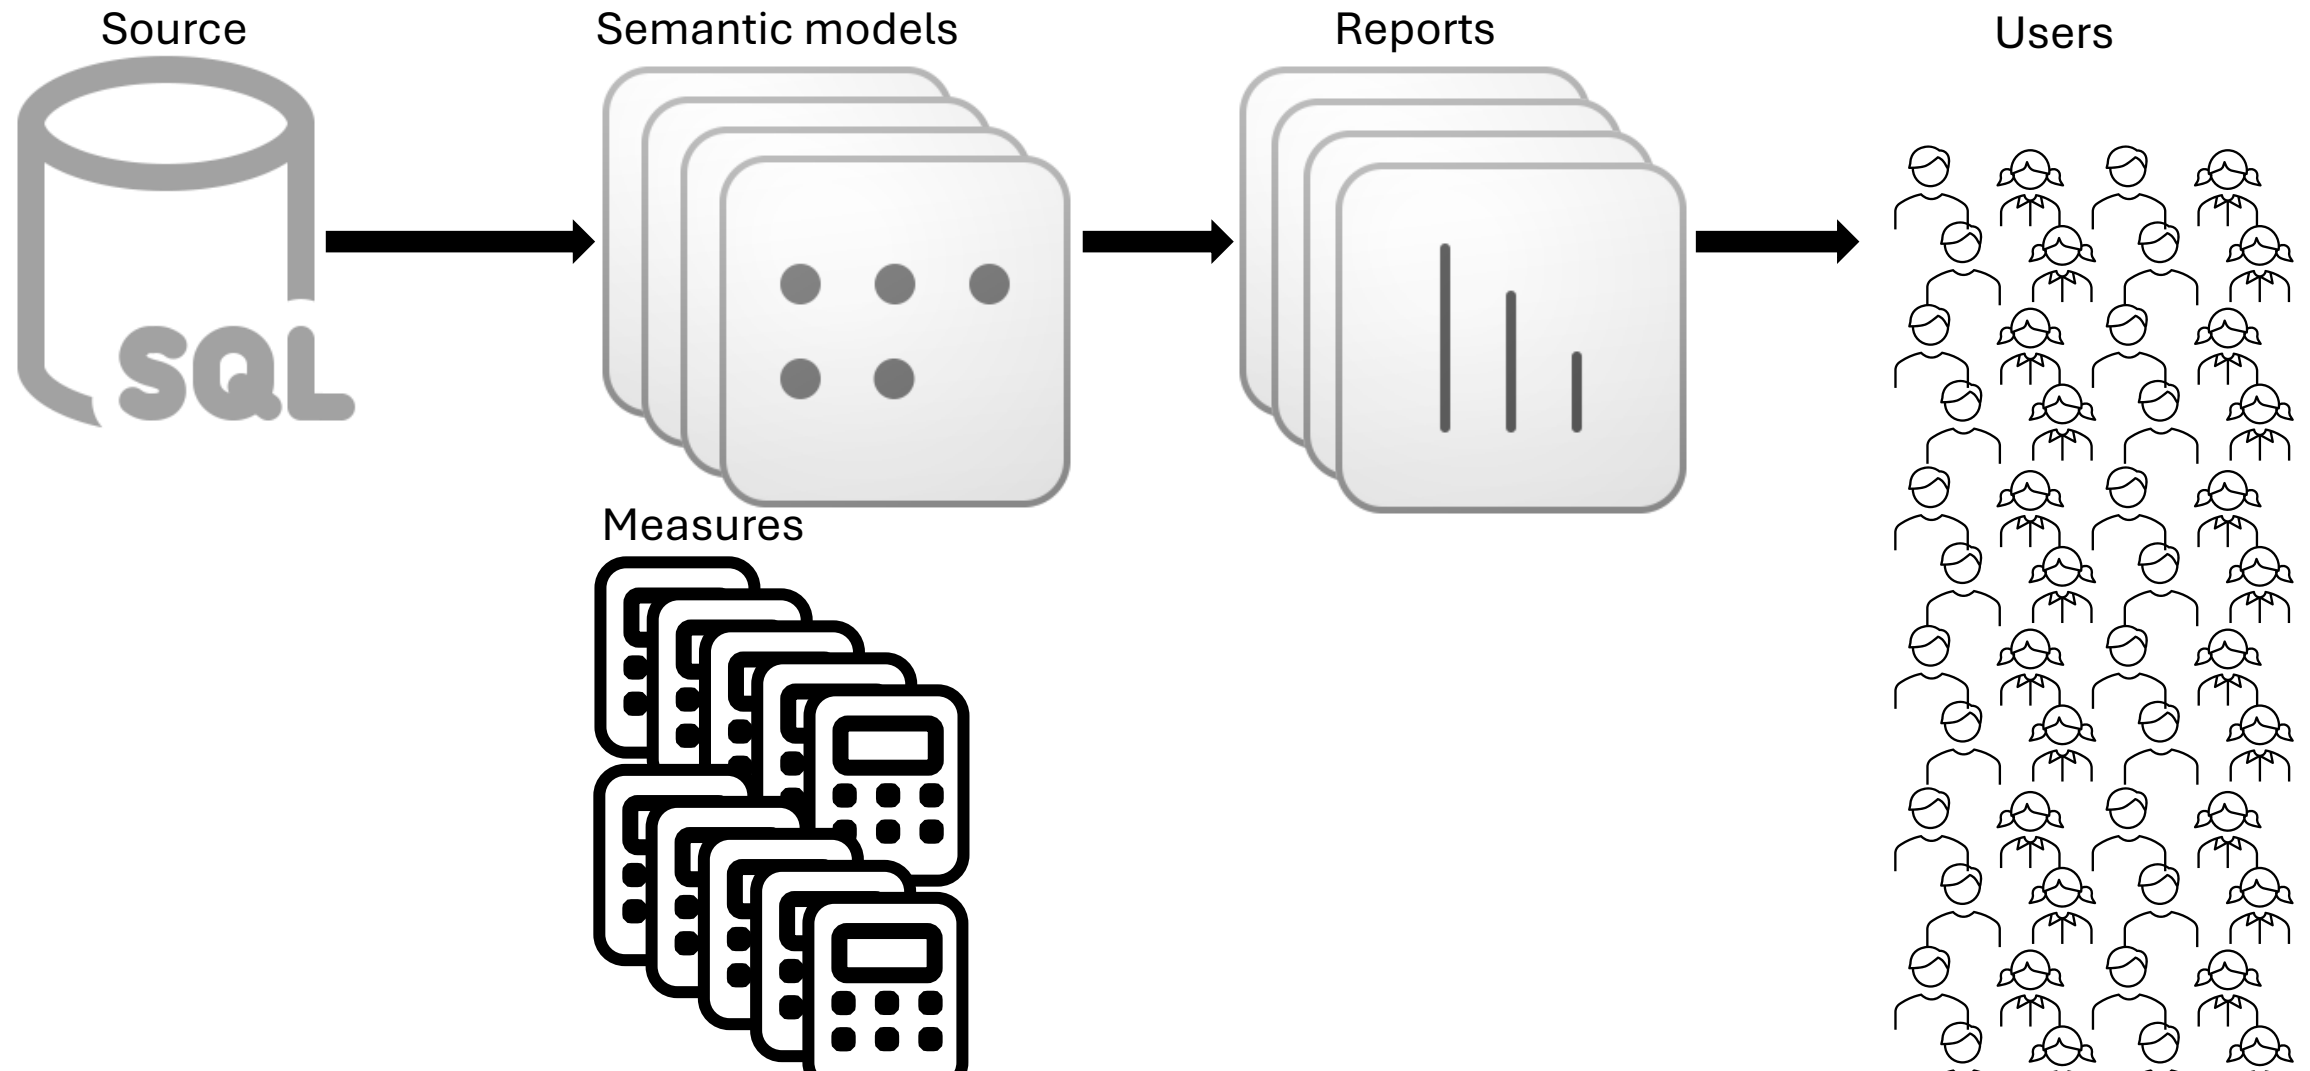 Source
Semantic models
Reports
Users
SQL
Measures